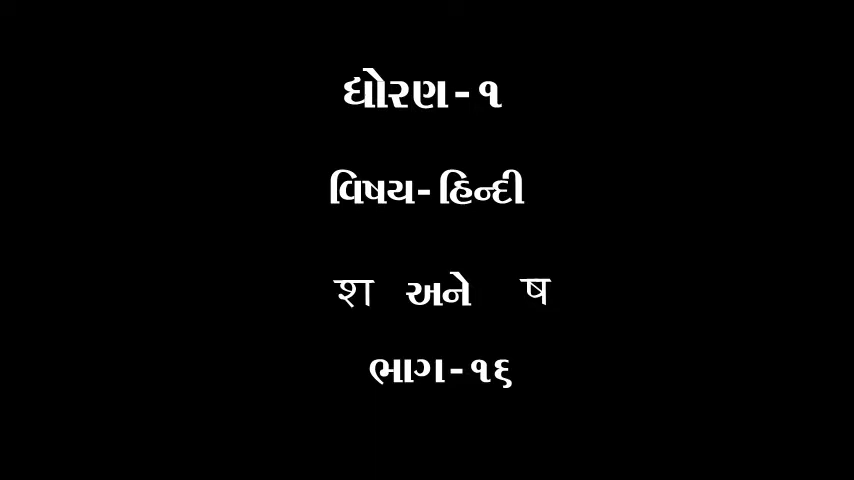 ધોરણ - ૧
વિષય - હિન્દી
श અને ष
ભાગ - ૧૬